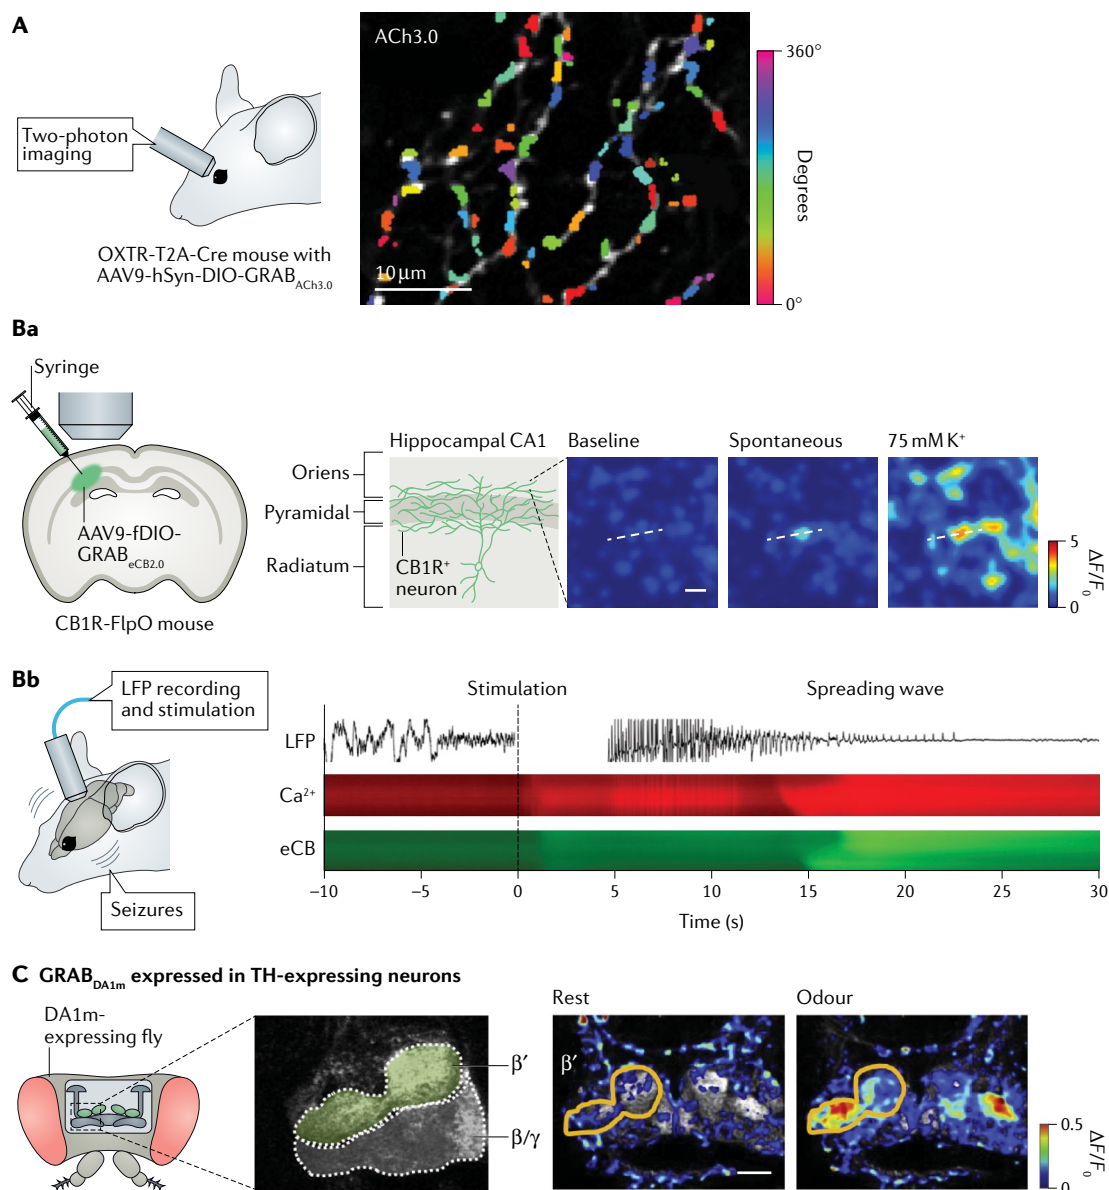 A
ACh3.0
360°
Degrees
0°
10 µm
Two-photon
imaging
OXTR-T2A-Cre mouse with
AAV9-hSyn-DIO-GRAB_ACh3.0
Ba
Syringe
AAV9-fDIO-
GRAB_eCB2.0
CB1R-FlpO mouse
Hippocampal CA1
Baseline
Spontaneous
75 mM K⁺
Oriens
Pyramidal
Radiatum
CB1R⁺
neuron
5
ΔF/F₀
0
Bb
LFP recording
and stimulation
Seizures
Stimulation
Spreading wave
LFP
Ca²⁺
eCB
−10
−5
0
5
10
15
20
25
30
Time (s)
C GRAB_DA1m expressed in TH-expressing neurons
DA1m-
expressing fly
β′
β/γ
Rest
Odour
β′
0.5
ΔF/F₀
0